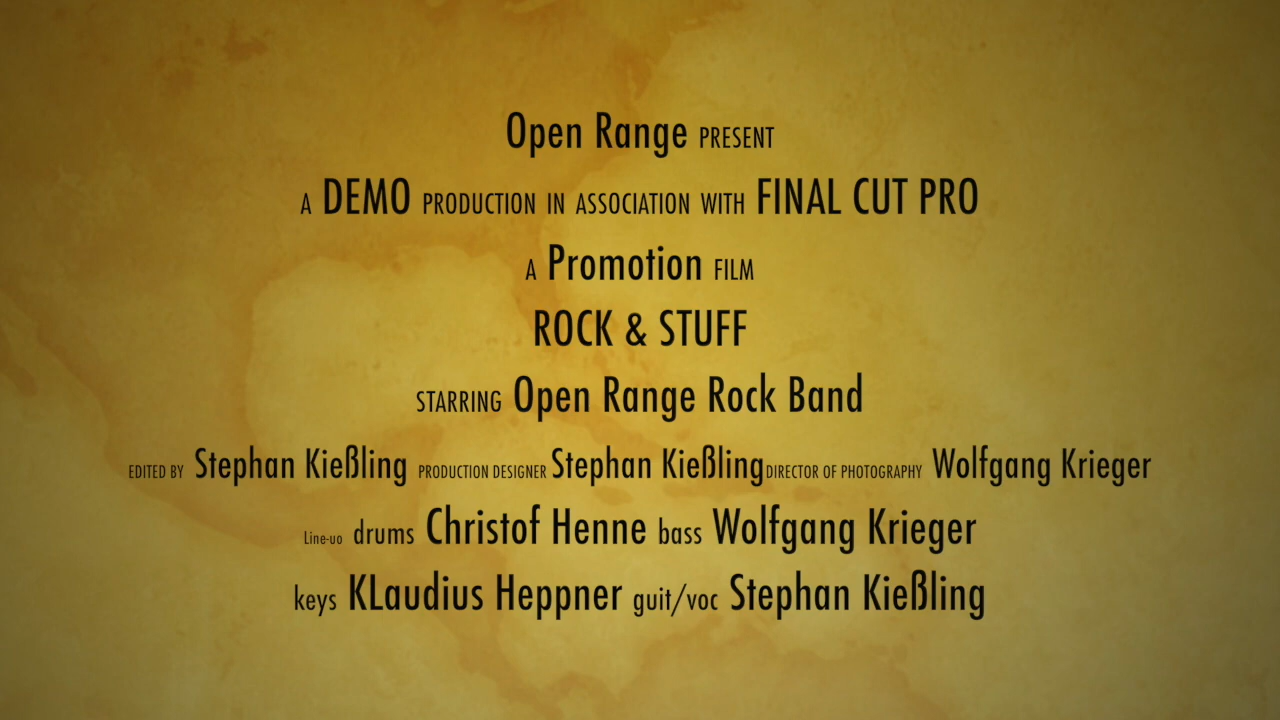 Open Range PRESENT
A DEMO PRODUCTION IN ASSOCIATION WITH FINAL CUT PRO
A Promotion FILM
ROCK & STUFF
STARRING Open Range Rock Band
EDITED BY Stephan Kießling PRODUCTION DESIGNER Stephan Kießling DIRECTOR OF PHOTOGRAPHY Wolfgang Krieger
Line-uo drums Christof Henne bass Wolfgang Krieger
keys KLaudius Heppner guit/voc Stephan Kießling